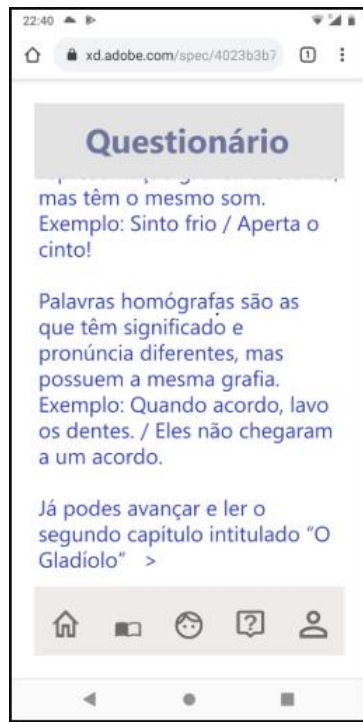 22:40
xd.adobe.com/spec/4023b3b7
1
Questionário
mas têm o mesmo som.
Exemplo: Sinto frio / Aperta o
cinto!
Palavras homógrafas são as
que têm significado e
pronúncia diferentes, mas
possuem a mesma grafia.
Exemplo: Quando acordo, lavo
os dentes. / Eles não chegaram
a um acordo.
Já podes avançar e ler o
segundo capítulo intitulado “O
Gladíolo”   >